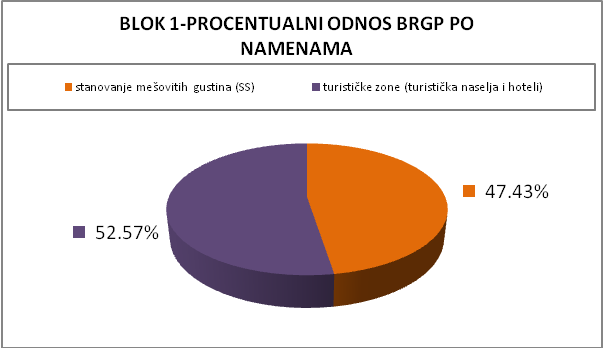 BLOK 1-PROCENTUALNI ODNOS BRGP PO
NAMENAMA
stanovanje mešovitih gustina (SS)
turističke zone (turistička naselja i hoteli)
47.43%
52.57%